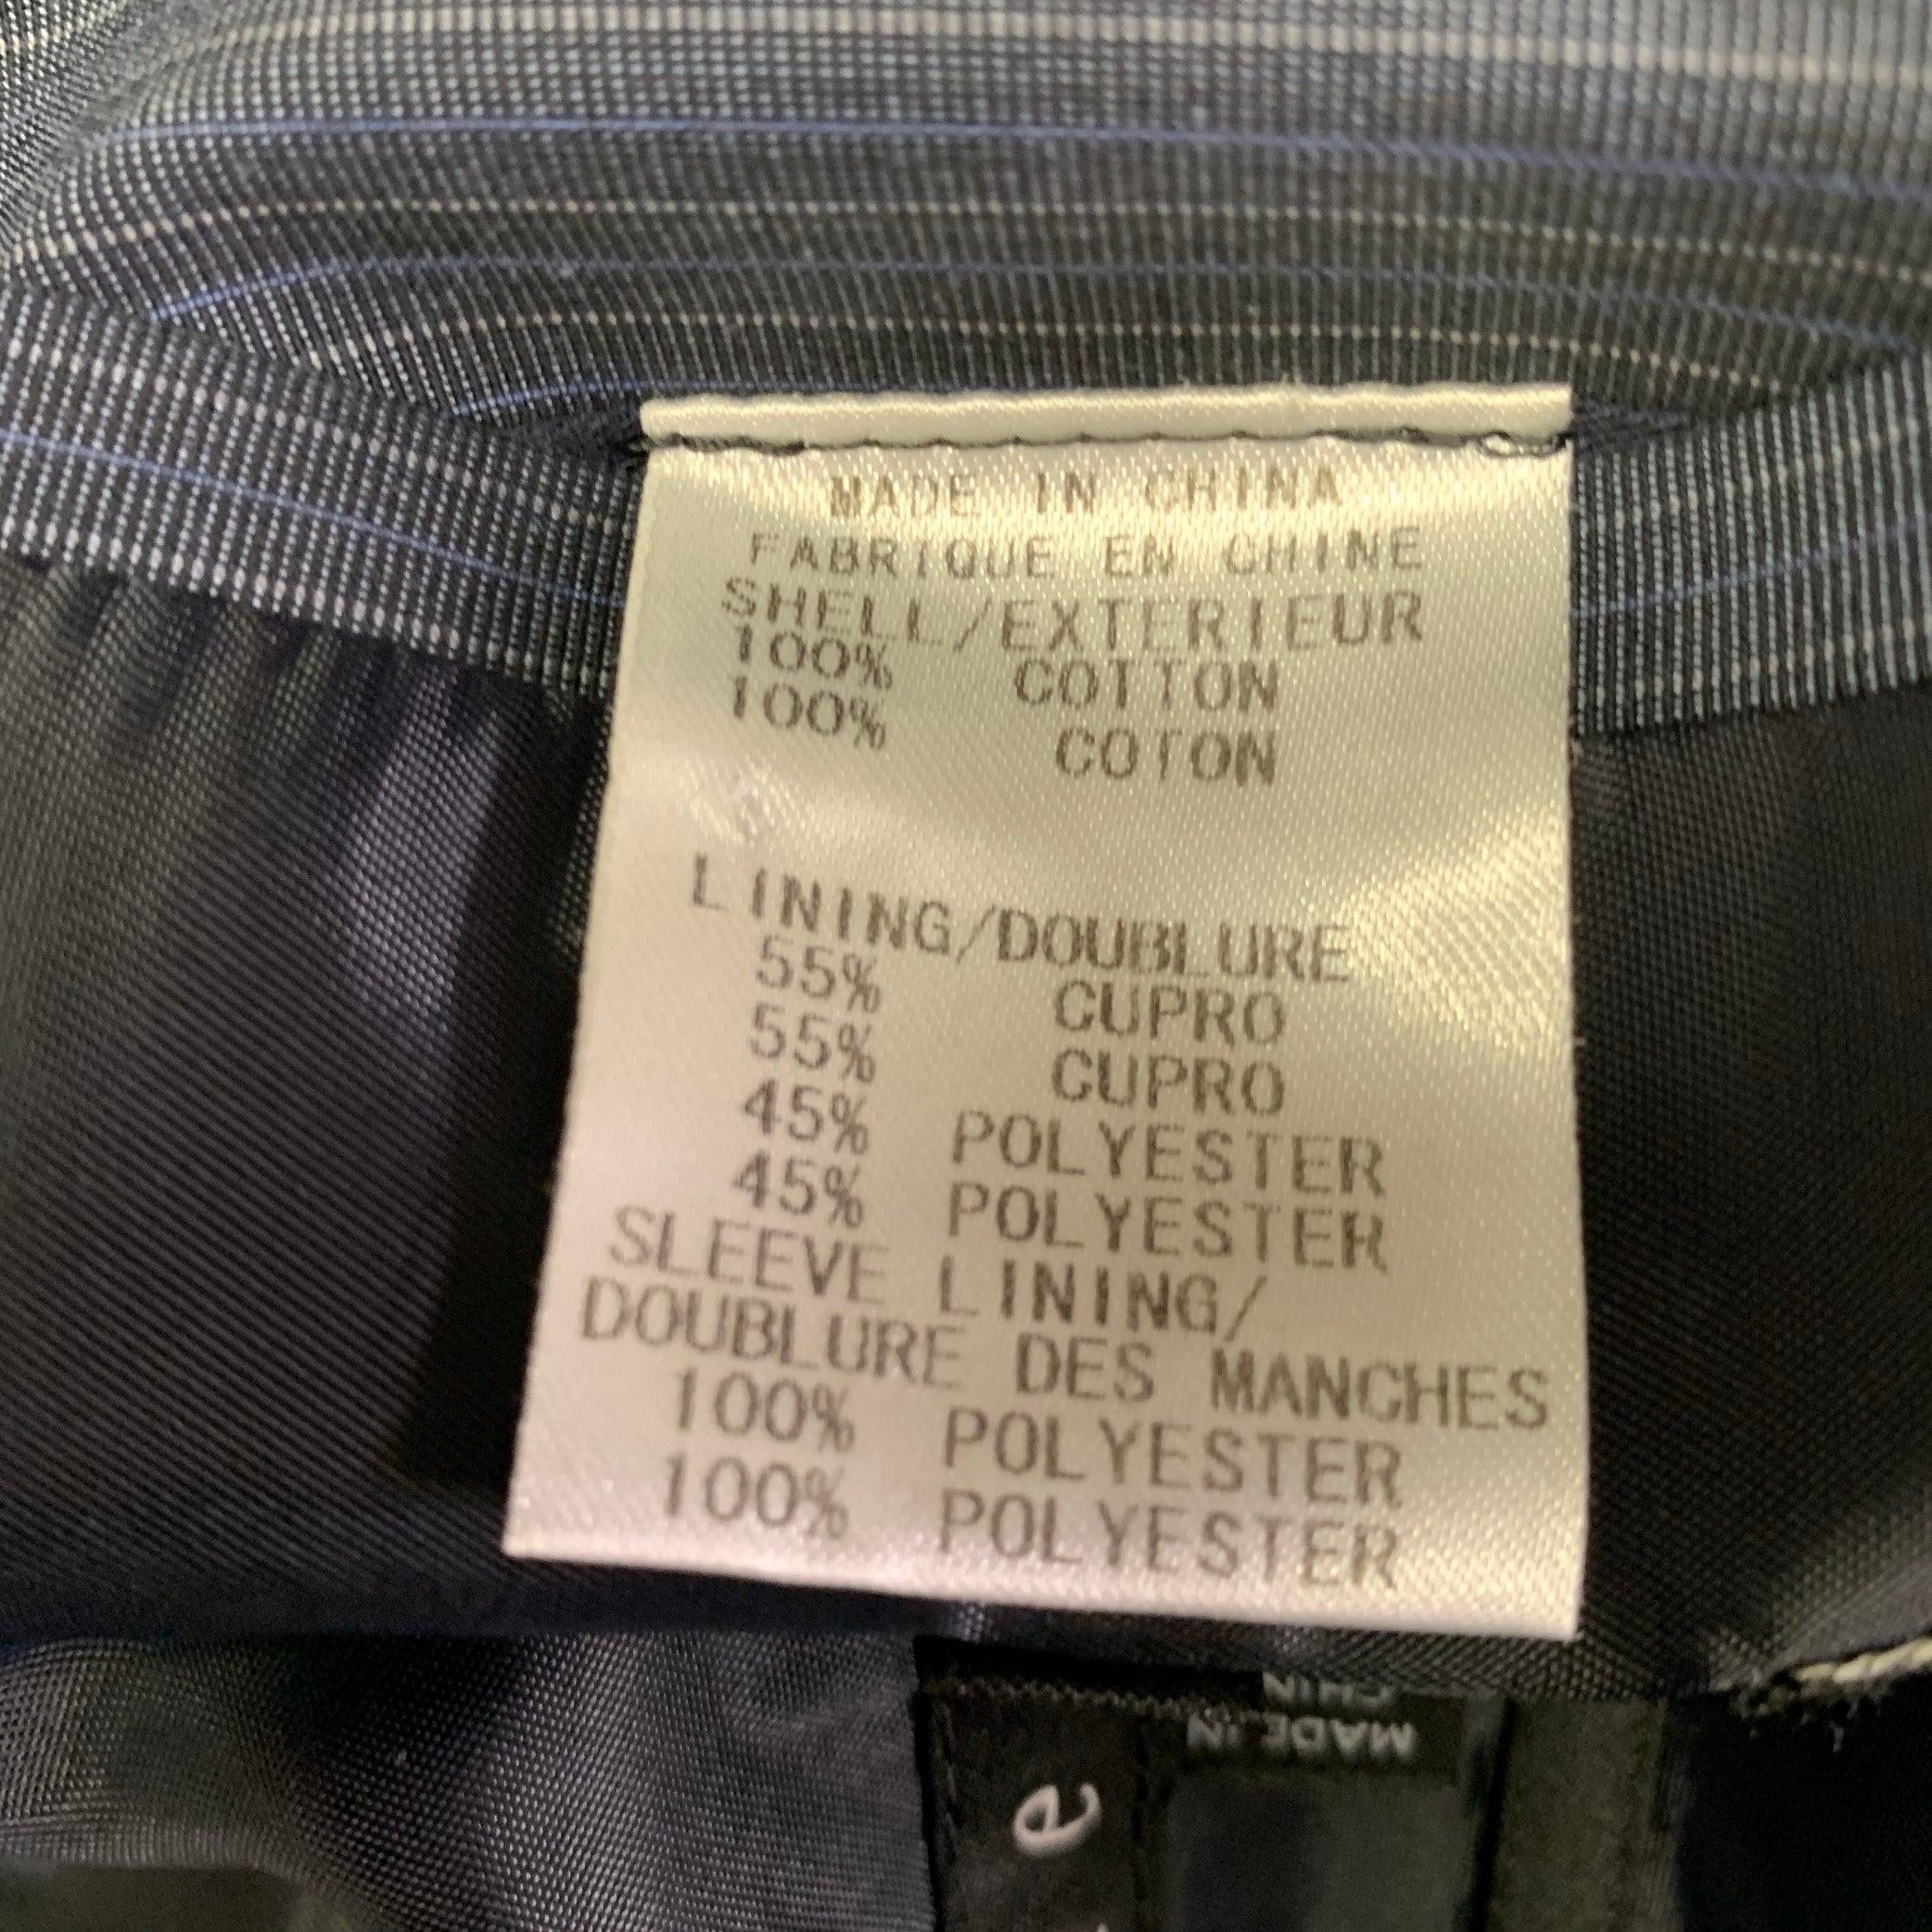 MADE IN CHINA
FABRIQUE EN CHINE
SHELL/EXTERIEUR
100% COTTON
100% COTON
LINING/DOUBLURE
55% CUPRO
55% CUPRO
45% POLYESTER
45% POLYESTER
SLEEVE LINING/
DOUBLURE DES MANCHES
100% POLYESTER
100% POLYESTER
MADE IN
CHIN
e